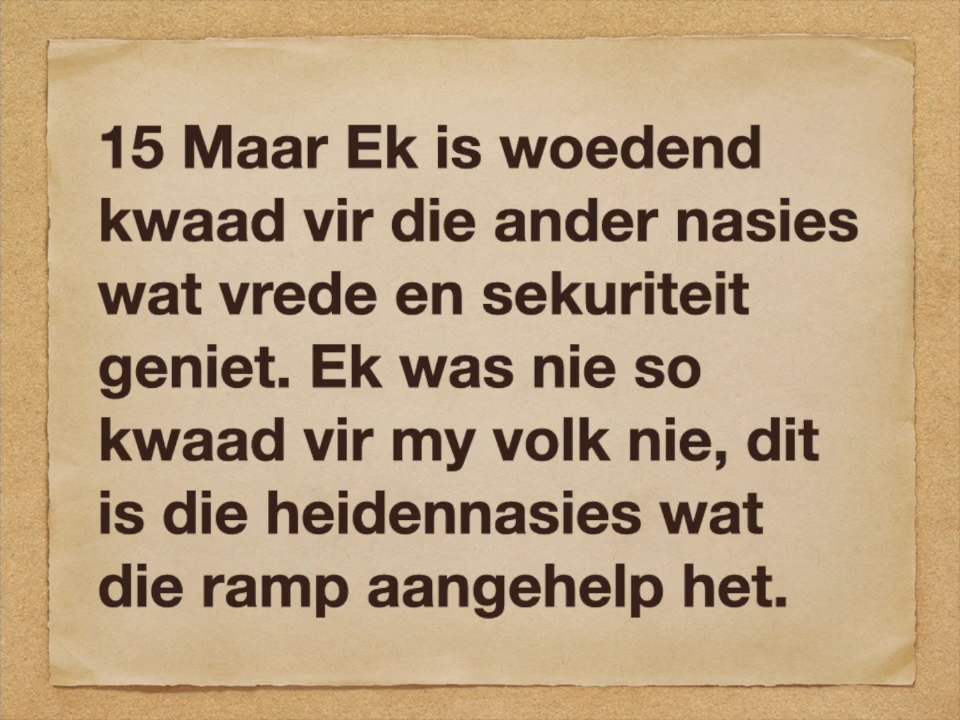 15 Maar Ek is woedend
kwaad vir die ander nasies
wat vrede en sekuriteit
geniet. Ek was nie so
kwaad vir my volk nie, dit
is die heidennasies wat
die ramp aangehelp het.